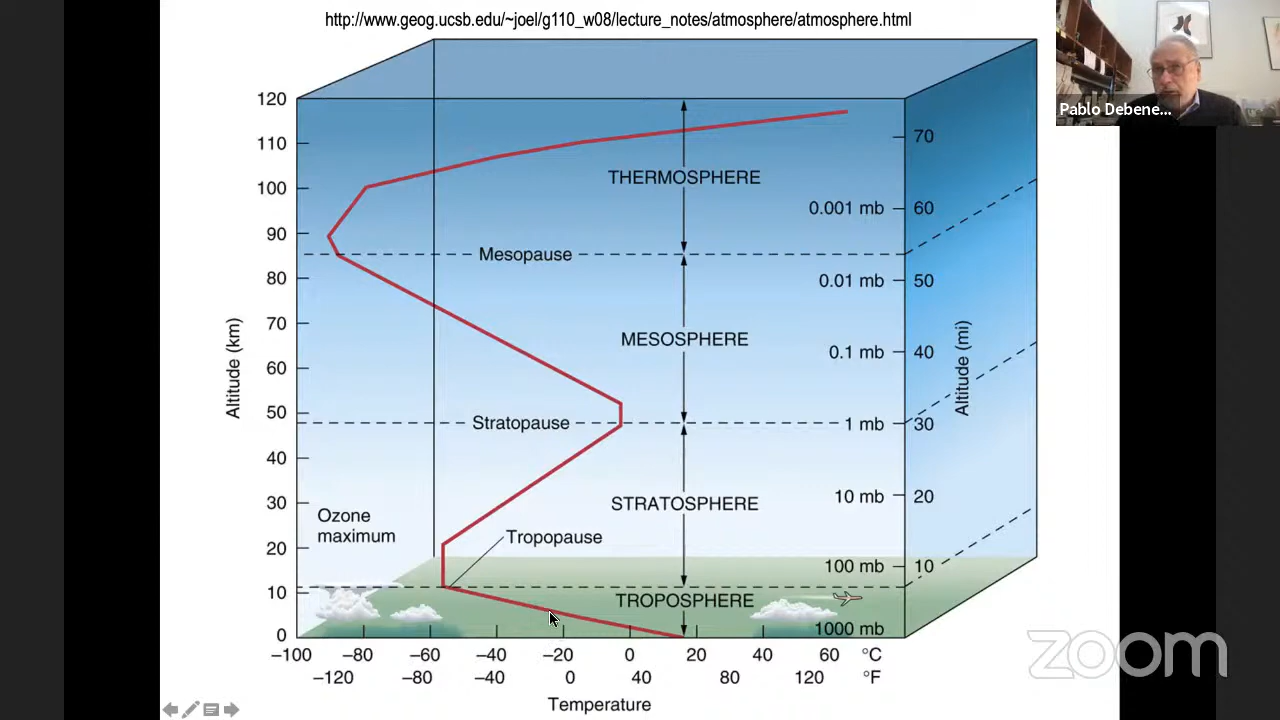 http://www.geog.ucsb.edu/~joel/g110_w08/lecture_notes/atmosphere/atmosphere.html
Pablo Debene...
120
110
100
90
80
70
60
50
40
30
20
10
0
Altitude (km)
THERMOSPHERE
Mesopause
MESOSPHERE
Stratopause
STRATOSPHERE
Ozone
maximum
Tropopause
TROPOSPHERE
0.001 mb
0.01 mb
0.1 mb
1 mb
10 mb
100 mb
1000 mb
70
60
50
40
30
20
10
Altitude (mi)
–100 –80 –60 –40 –20 0 20 40 60 °C
–120 –80 –40 0 40 80 120 °F
Temperature
zoom